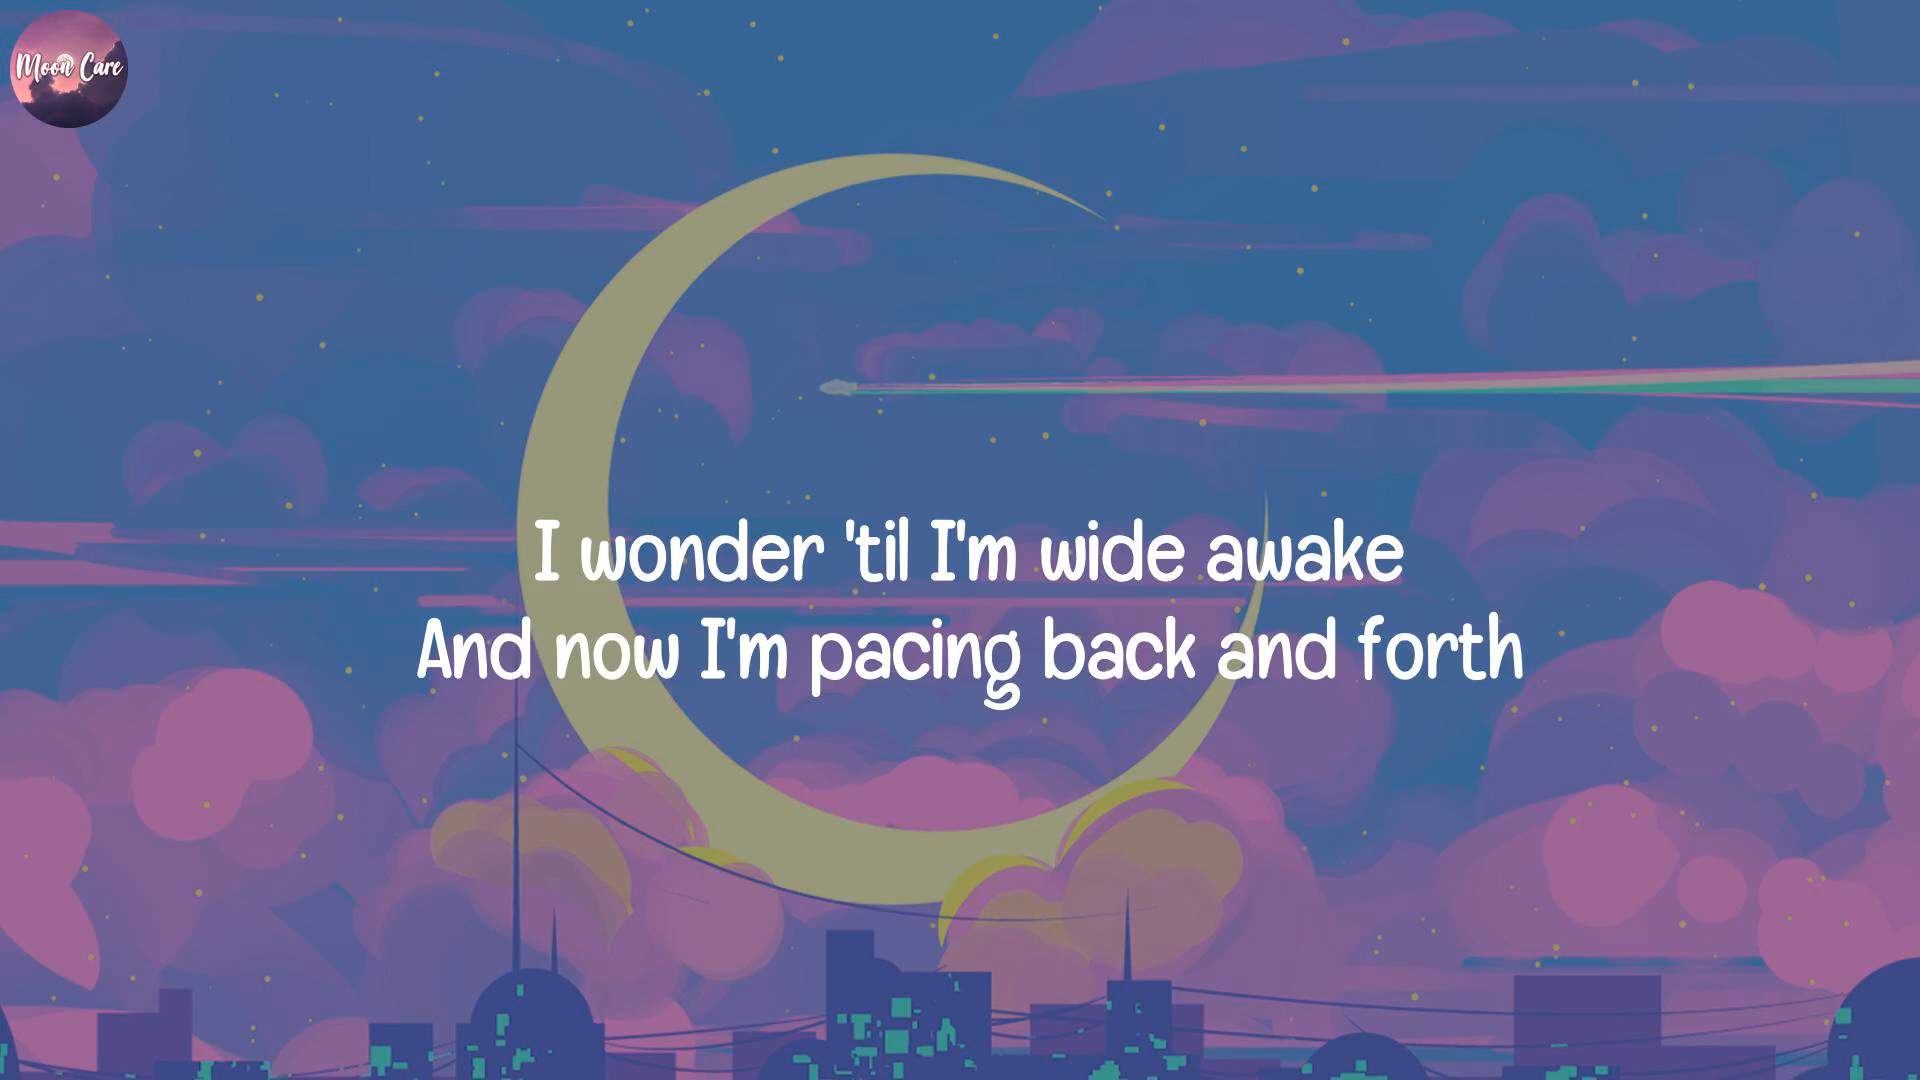 Moon Care
I wonder 'til I'm wide awake
And now I'm pacing back and forth